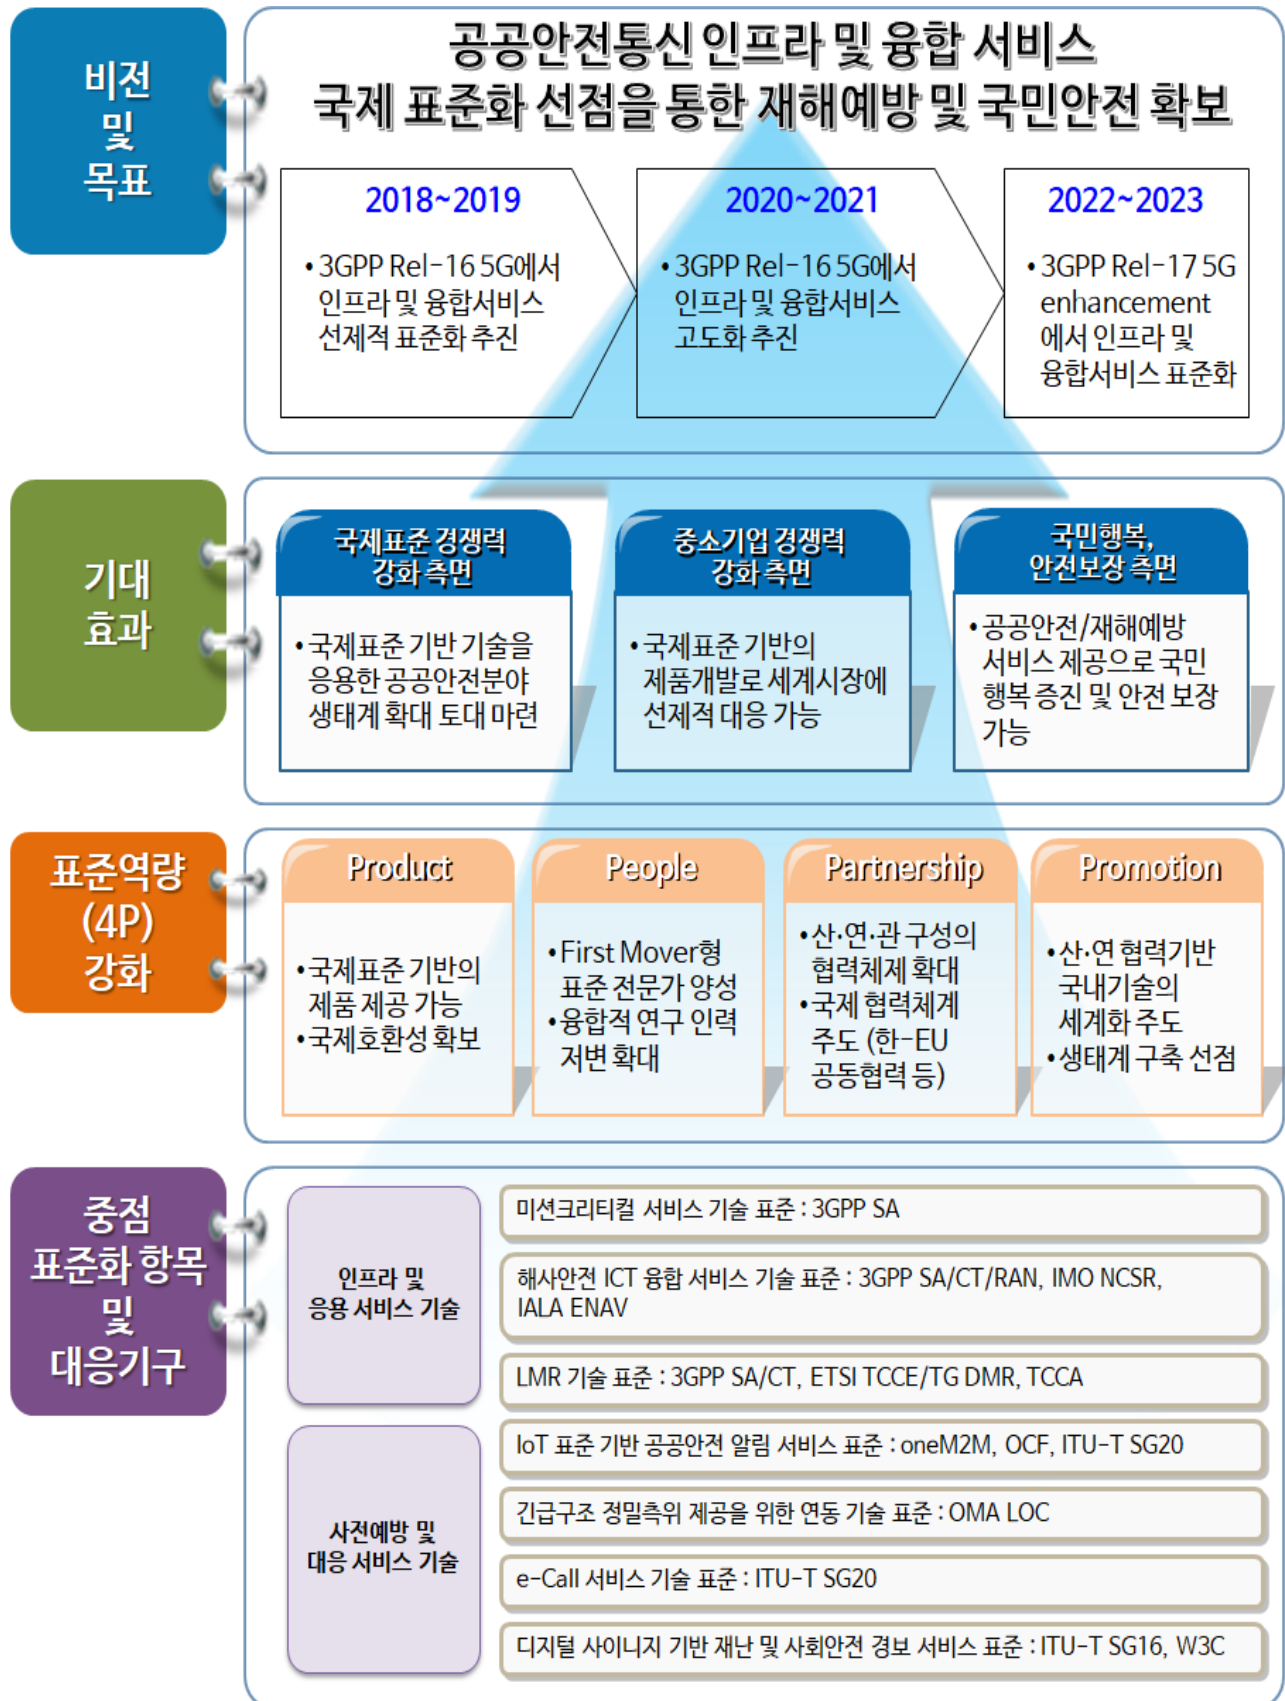 비전
및
목표
공공안전통신 인프라 및 융합 서비스
국제 표준화 선점을 통한 재해예방 및 국민안전 확보
2018~2019
• 3GPP Rel-16 5G에서
인프라 및 융합서비스
선제적 표준화 추진
2020~2021
• 3GPP Rel-16 5G에서
인프라 및 융합서비스
고도화 추진
2022~2023
• 3GPP Rel-17 5G
enhancement
에서 인프라 및
융합서비스 표준화
기대
효과
국제표준 경쟁력
강화 측면
• 국제표준 기반 기술을
응용한 공공안전분야
생태계 확대 토대 마련
중소기업 경쟁력
강화 측면
• 국제표준 기반의
제품개발로 세계시장에
선제적 대응 가능
국민행복,
안전보장 측면
• 공공안전/재해예방
서비스 제공으로 국민
행복 증진 및 안전 보장
가능
표준역량
(4P)
강화
Product
• 국제표준 기반의
제품 제공 가능
• 국제호환성 확보
People
• First Mover형
표준 전문가 양성
• 융합적 연구 인력
저변 확대
Partnership
• 산·연·관 구성의
협력체제 확대
• 국제 협력체계
주도 (한-EU
공동협력 등)
Promotion
• 산·연 협력기반
국내기술의
세계화 주도
• 생태계 구축 선점
중점
표준화 항목
및
대응기구
인프라 및
응용 서비스 기술
미션크리티컬 서비스 기술 표준 : 3GPP SA
해사안전 ICT 융합 서비스 기술 표준 : 3GPP SA/CT/RAN, IMO NCSR,
IALA ENAV
LMR 기술 표준 : 3GPP SA/CT, ETSI TCCE/TG DMR, TCCA
사전예방 및
대응 서비스 기술
IoT 표준 기반 공공안전 알림 서비스 표준 : oneM2M, OCF, ITU-T SG20
긴급구조 정밀측위 제공을 위한 연동 기술 표준 : OMA LOC
e-Call 서비스 기술 표준 : ITU-T SG20
디지털 사이니지 기반 재난 및 사회안전 경보 서비스 표준 : ITU-T SG16, W3C